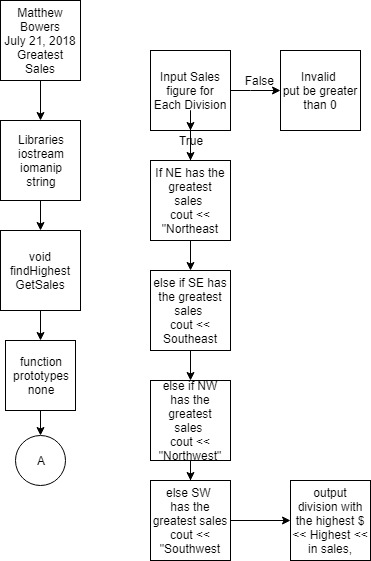 Matthew
Bowers
July 21, 2018
Greatest
Sales
Libraries
iostream
iomanip
string
void
findHighest
GetSales
function
prototypes
none
A
Input Sales
figure for
Each Division
False
Invalid
put be greater
than 0
True
If NE has the
greatest
sales
cout <<
"Northeast
else if SE has
the greatest
sales
cout <<
Southeast
else if NW
has the
greatest
sales
cout <<
"Northwest"
else SW
has the
greatest sales
cout <<
"Southwest
output
division with
the highest $
<< Highest <<
in sales,